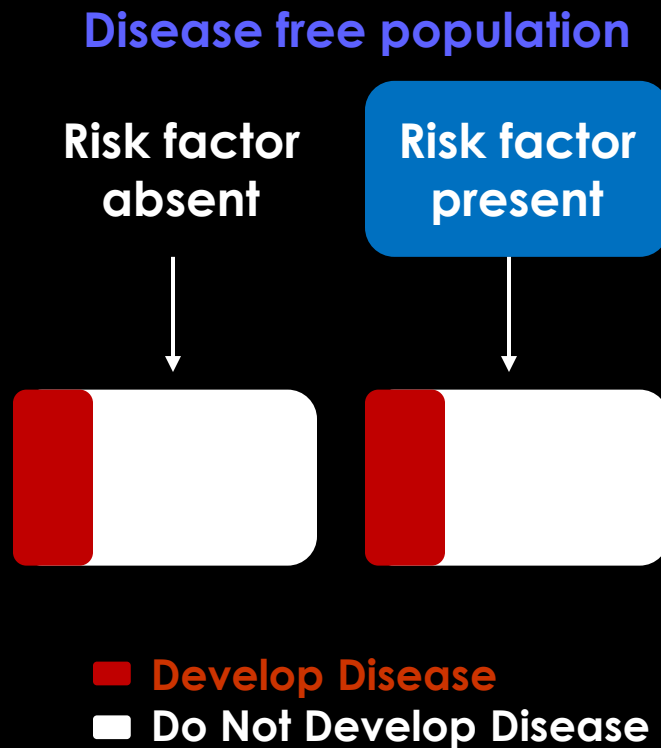 Disease free population
Risk factor
absent
Risk factor
present
Develop Disease
Do Not Develop Disease